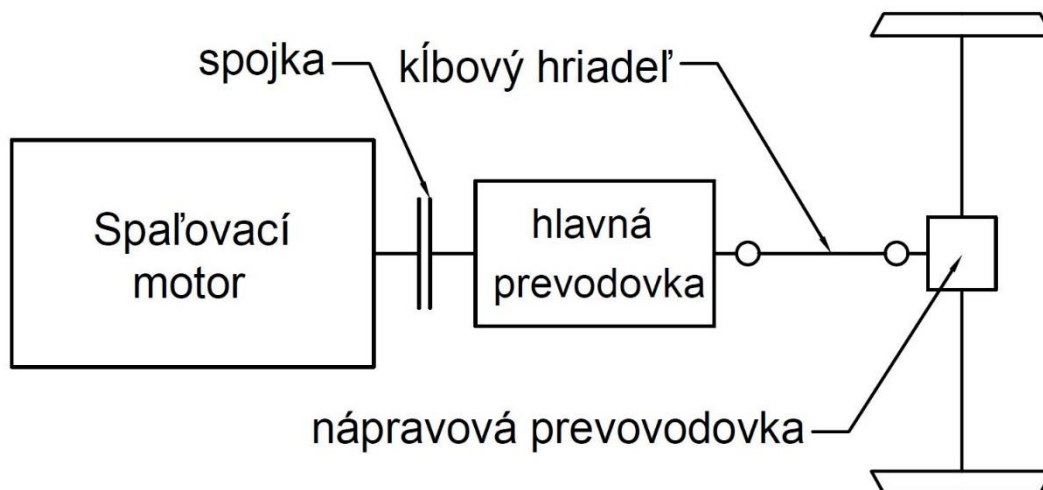 spojka
kĺbový hriadeľ
Spaľovací
motor
hlavná
prevodovka
nápravová prevovodovka